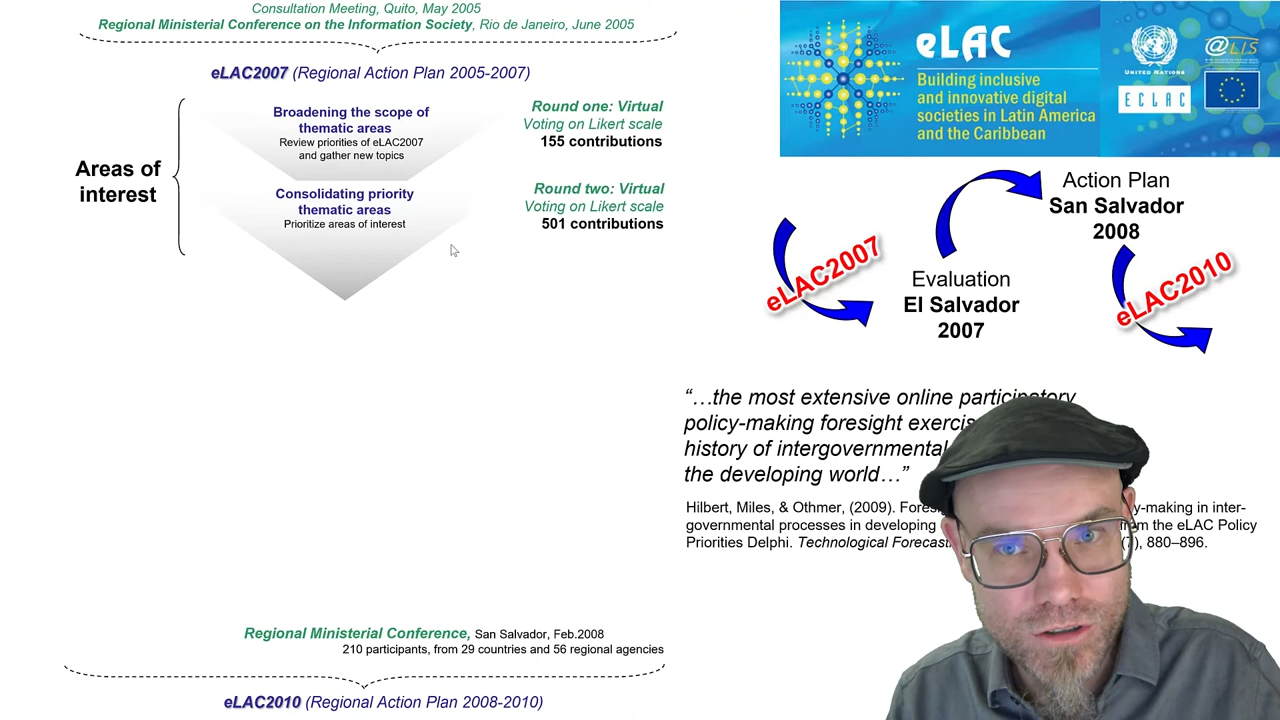 Consultation Meeting, Quito, May 2005
Regional Ministerial Conference on the Information Society, Rio de Janeiro, June 2005
eLAC2007 (Regional Action Plan 2005-2007)
Areas of
interest
Broadening the scope of
thematic areas
Review priorities of eLAC2007
and gather new topics
Round one: Virtual
Voting on Likert scale
155 contributions
Consolidating priority
thematic areas
Prioritize areas of interest
Round two: Virtual
Voting on Likert scale
501 contributions
Regional Ministerial Conference, San Salvador, Feb.2008
210 participants, from 29 countries and 56 regional agencies
eLAC2010 (Regional Action Plan 2008-2010)
eLAC
Building inclusive
and innovative digital
societies in Latin America
and the Caribbean
UNITED NATIONS
ECLAC
@LIS
eLAC2007
Evaluation
El Salvador
2007
Action Plan
San Salvador
2008
eLAC2010
“…the most extensive online participatory
policy-making foresight
history of intergovernmental
the developing world…”
Hilbert, Miles, & Othmer, (2009). y-making in inter-
governmental processes in developing from the eLAC Policy
Priorities Delphi. Technological 880–896.